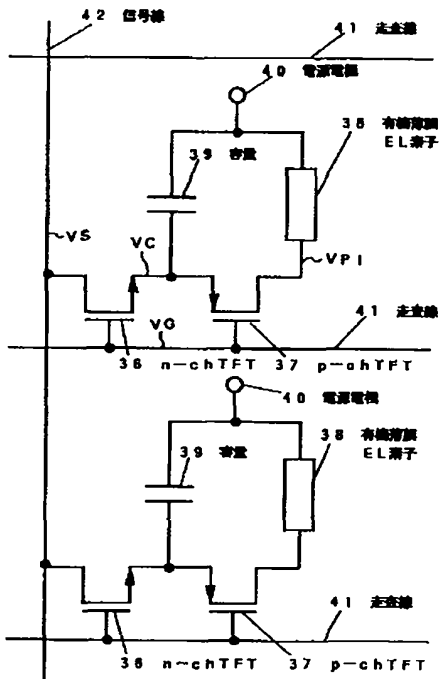 42 信号線
41 走査線
40 電源電極
38 有機薄膜
EL素子
39 容量
VS
VC
VPI
41 走査線
VG
36 n-chTFT
37 p-chTFT
40 電源電極
38 有機薄膜
EL素子
39 容量
41 走査線
36 n-chTFT
37 p-chTFT